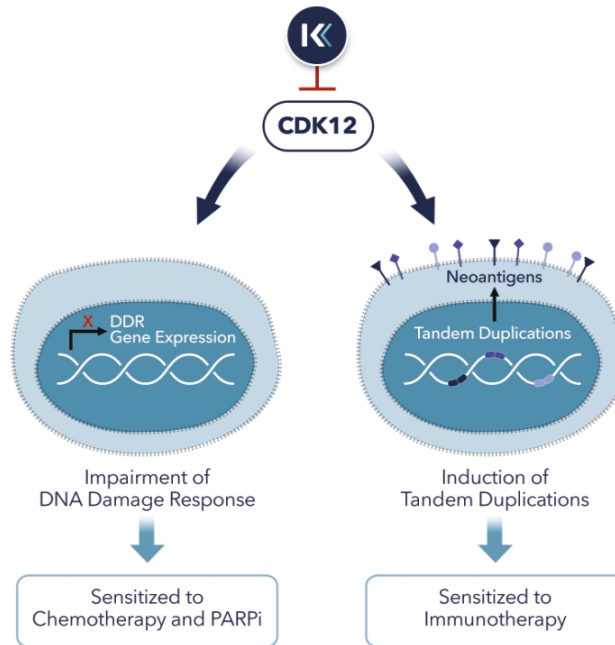 K
CDK12
X DDR
Gene Expression
Neoantigens
Tandem Duplications
Impairment of
DNA Damage Response
Induction of
Tandem Duplications
Sensitized to
Chemotherapy and PARPi
Sensitized to
Immunotherapy